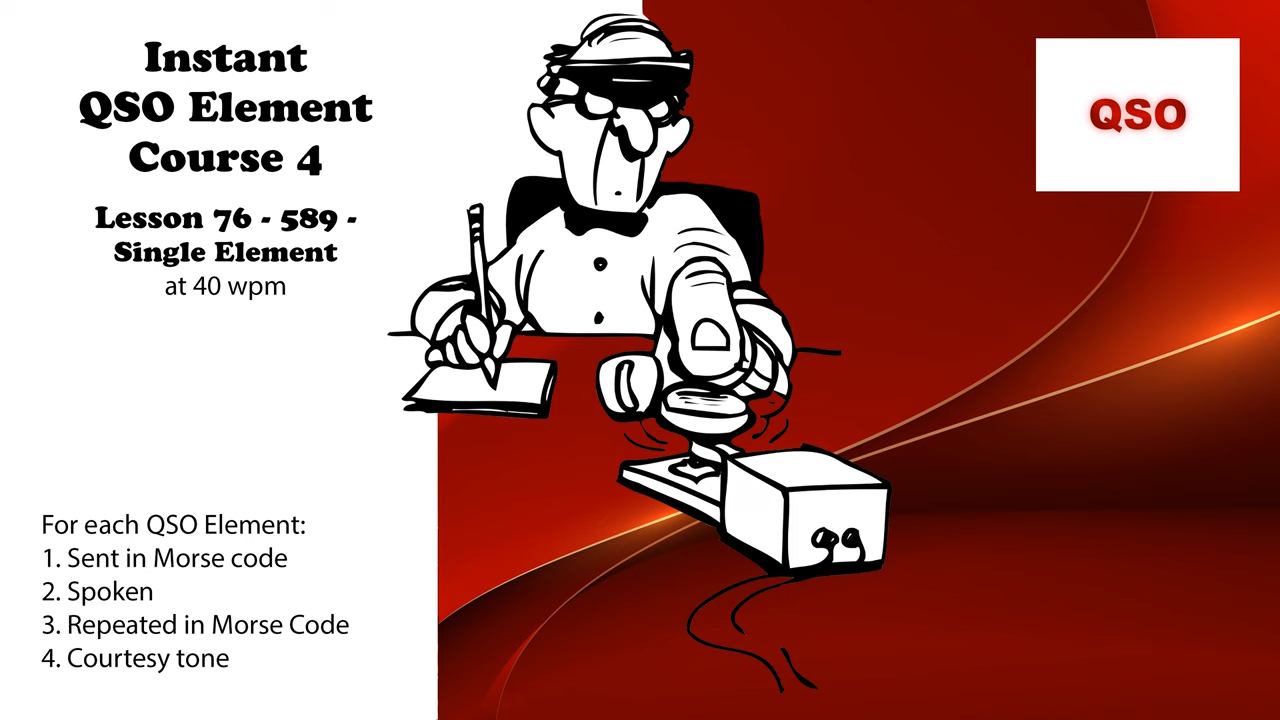 Instant
QSO Element
Course 4
Lesson 76 - 589 -
Single Element
at 40 wpm
QSO
For each QSO Element:
1. Sent in Morse code
2. Spoken
3. Repeated in Morse Code
4. Courtesy tone